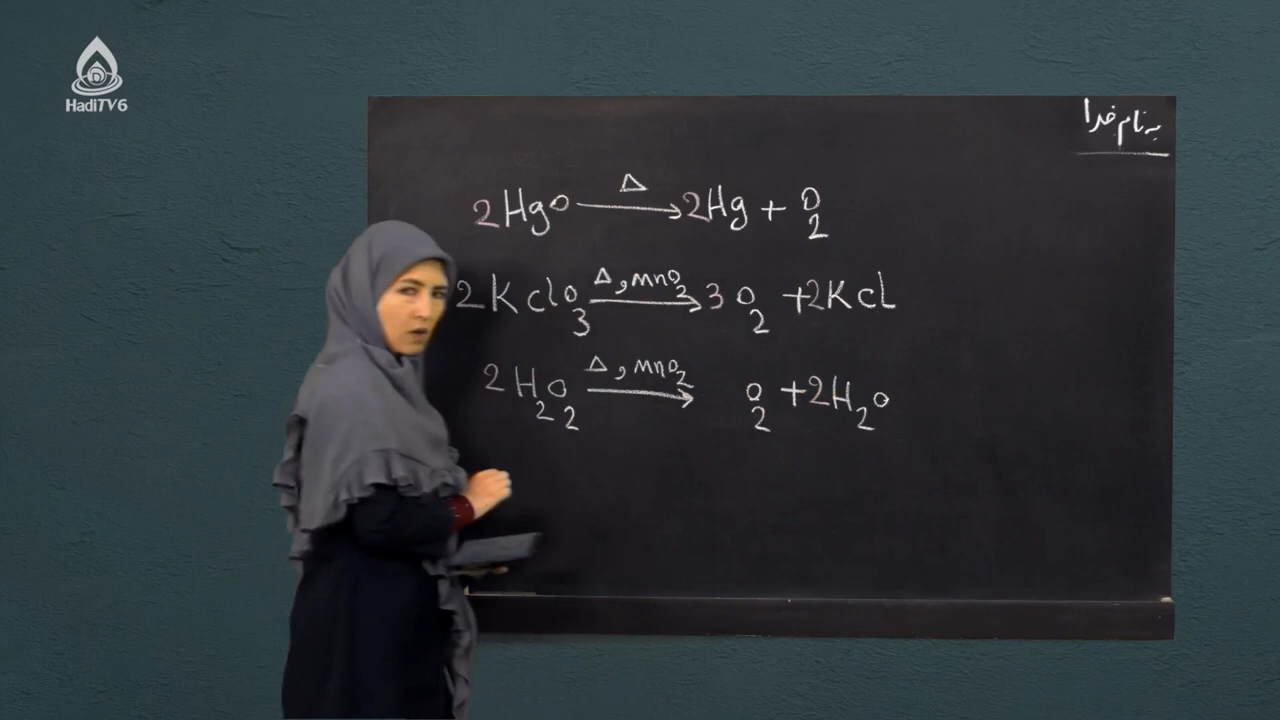 HadiTV6
به نام خدا
2HgO →Δ 2Hg + O₂
2KClO₃ →Δ, MnO₂ 3O₂ + 2KCl
2H₂O₂ →Δ, MnO₂ O₂ + 2H₂O